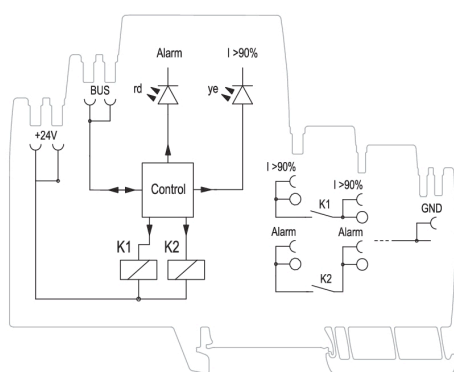 Alarm
I >90%
BUS
rd
ye
+24V
Control
I >90%
I >90%
K1
GND
K1
K2
Alarm
Alarm
K2